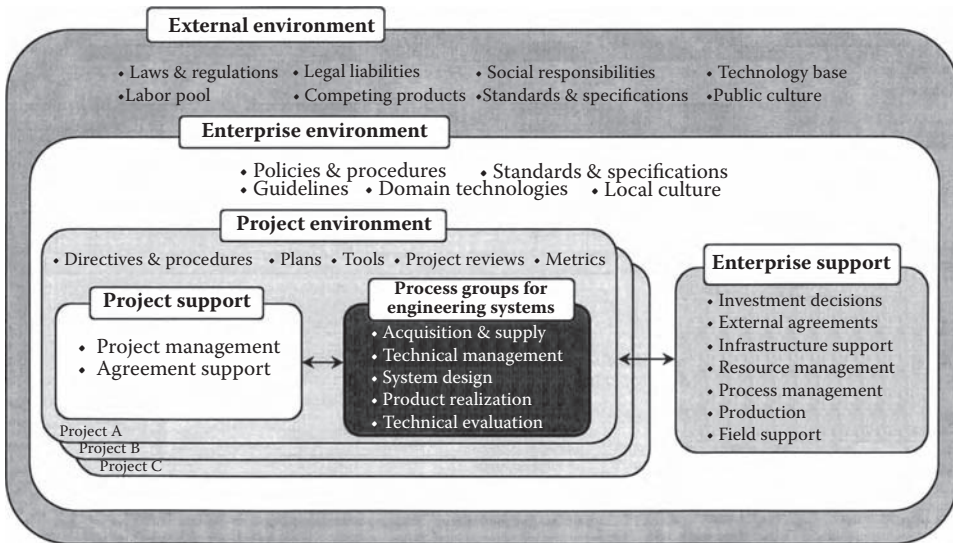 External environment
• Laws & regulations • Legal liabilities • Social responsibilities • Technology base
• Labor pool • Competing products • Standards & specifications • Public culture
Enterprise environment
• Policies & procedures • Standards & specifications
• Guidelines • Domain technologies • Local culture
Project environment
• Directives & procedures • Plans • Tools • Project reviews • Metrics
Project support
• Project management
• Agreement support
Process groups for
engineering systems
• Acquisition & supply
• Technical management
• System design
• Product realization
• Technical evaluation
Project A
Project B
Project C
Enterprise support
• Investment decisions
• External agreements
• Infrastructure support
• Resource management
• Process management
• Production
• Field support